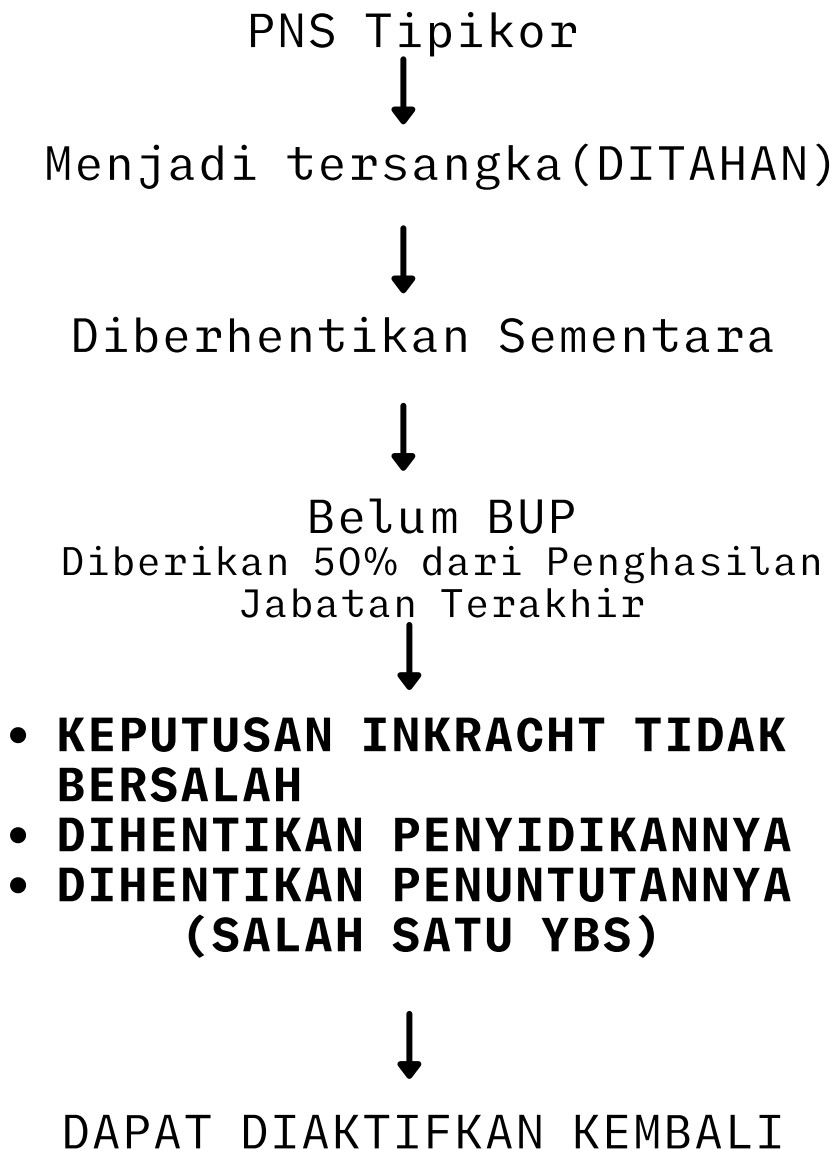 PNS Tipikor
Menjadi tersangka(DITAHAN)
Diberhentikan Sementara
Belum BUP
Diberikan 50% dari Penghasilan
Jabatan Terakhir
• KEPUTUSAN INKRACHT TIDAK
BERSALAH
• DIHENTIKAN PENYIDIKANNYA
• DIHENTIKAN PENUNTUTANNYA
(SALAH SATU YBS)
DAPAT DIAKTIFKAN KEMBALI